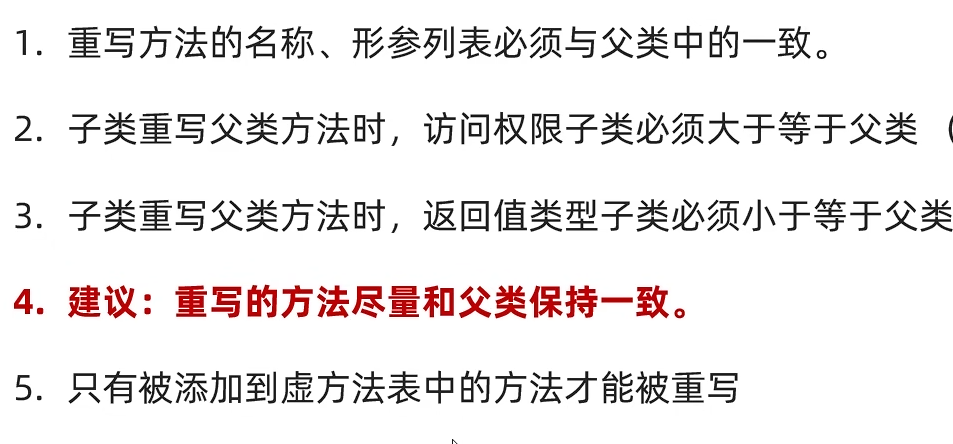 1. 重写方法的名称、形参列表必须与父类中的一致。
2. 子类重写父类方法时，访问权限子类必须大于等于父类（
3. 子类重写父类方法时，返回值类型子类必须小于等于父类
4. 建议：重写的方法尽量和父类保持一致。
5. 只有被添加到虚方法表中的方法才能被重写